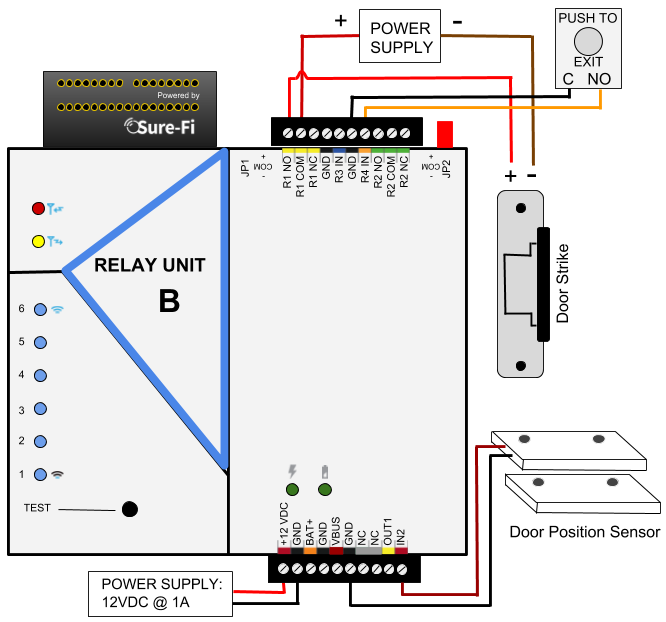 +
POWER
SUPPLY
-
PUSH TO
EXIT
C NO
Powered by
Sure-Fi
JP1
+
COM
-
R1 NO
R1 COM
R1 NC
GND
R3 IN
GND
R4 IN
R2 NO
R2 COM
R2 NC
+
COM
-
JP2
+ -
RELAY UNIT
B
Door Strike
6
5
4
3
2
1
TEST
+12 VDC
GND
BAT+
GND
VBUS
GND
NC
NC
OUT1
IN2
Door Position Sensor
POWER SUPPLY:
12VDC @ 1A